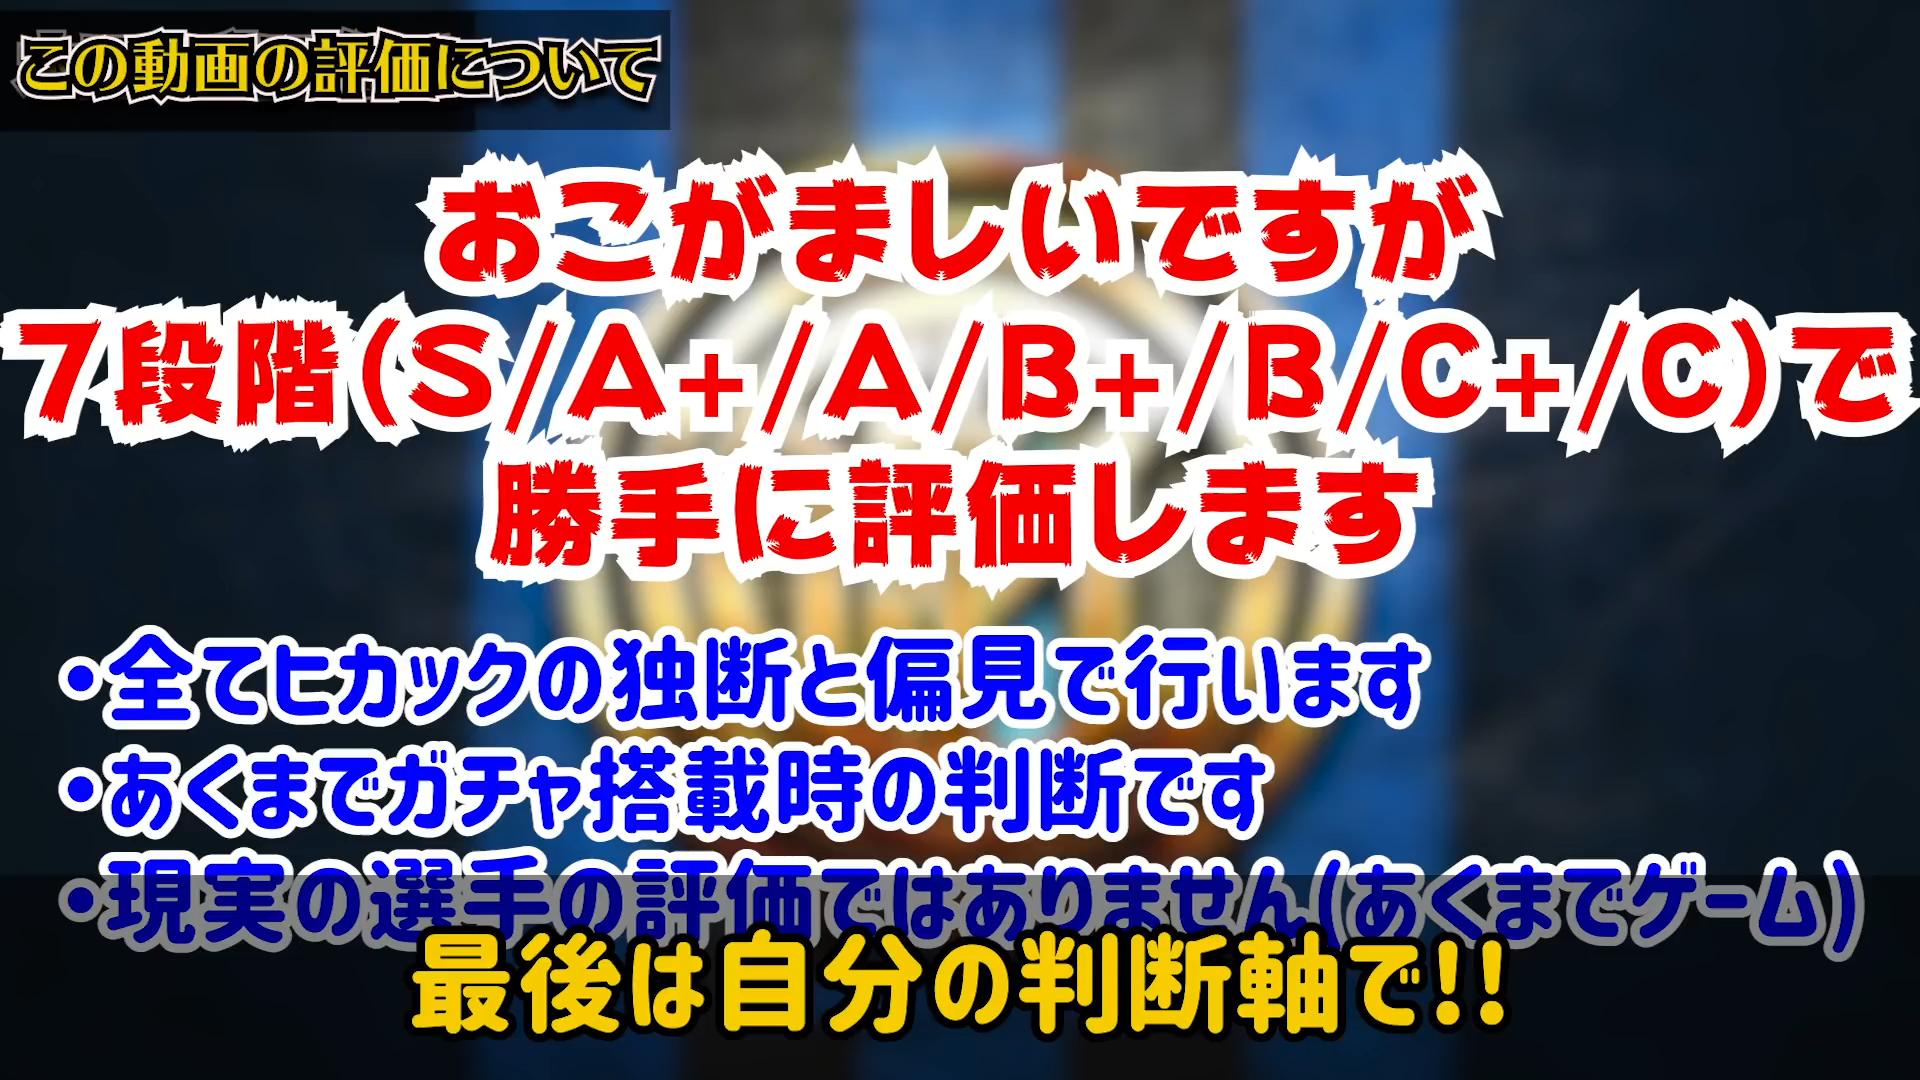 この動画の評価について
おこがましいですが
7段階(S/A+/A/B+/B/C+/C)で
勝手に評価します
・全てヒカックの独断と偏見で行います
・あくまでガチャ搭載時の判断です
・現実の選手の評価ではありません(あくまでゲーム)
最後は自分の判断軸で!!